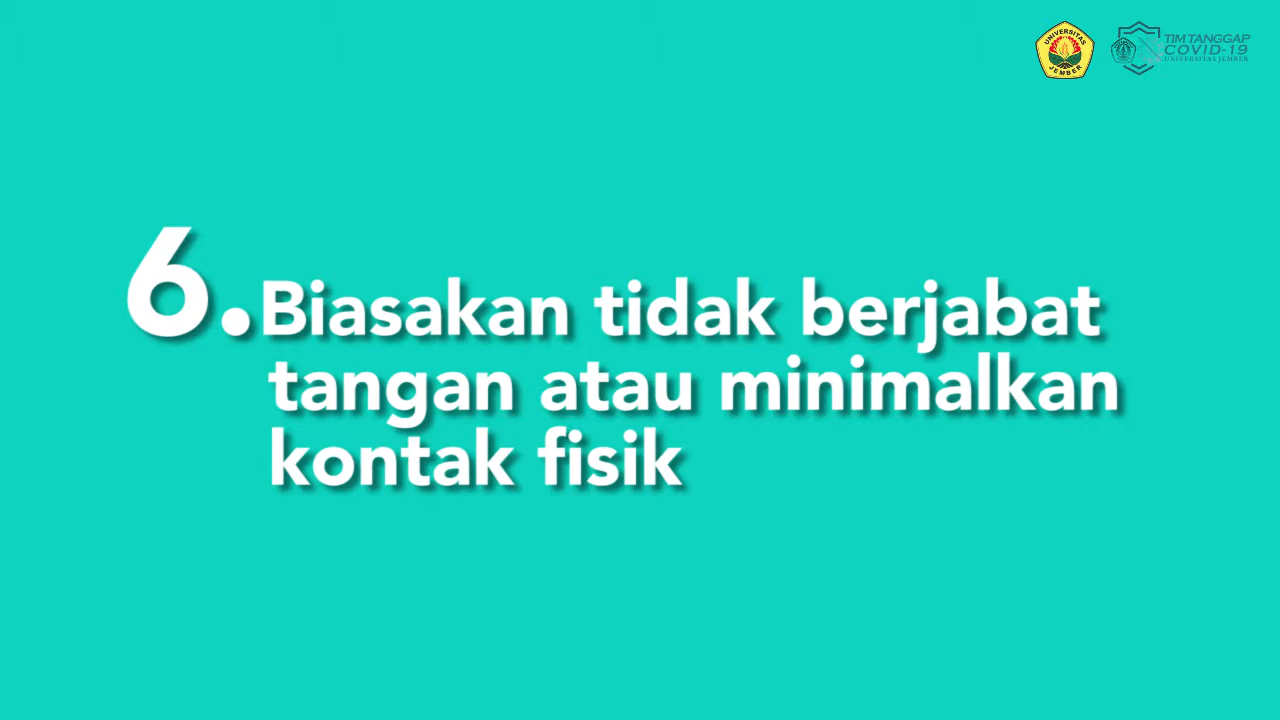 UNIVERSITAS
JEMBER
TIM TANGGAP
COVID-19
UNIVERSITAS JEMBER
6. Biasakan tidak berjabat
tangan atau minimalkan
kontak fisik